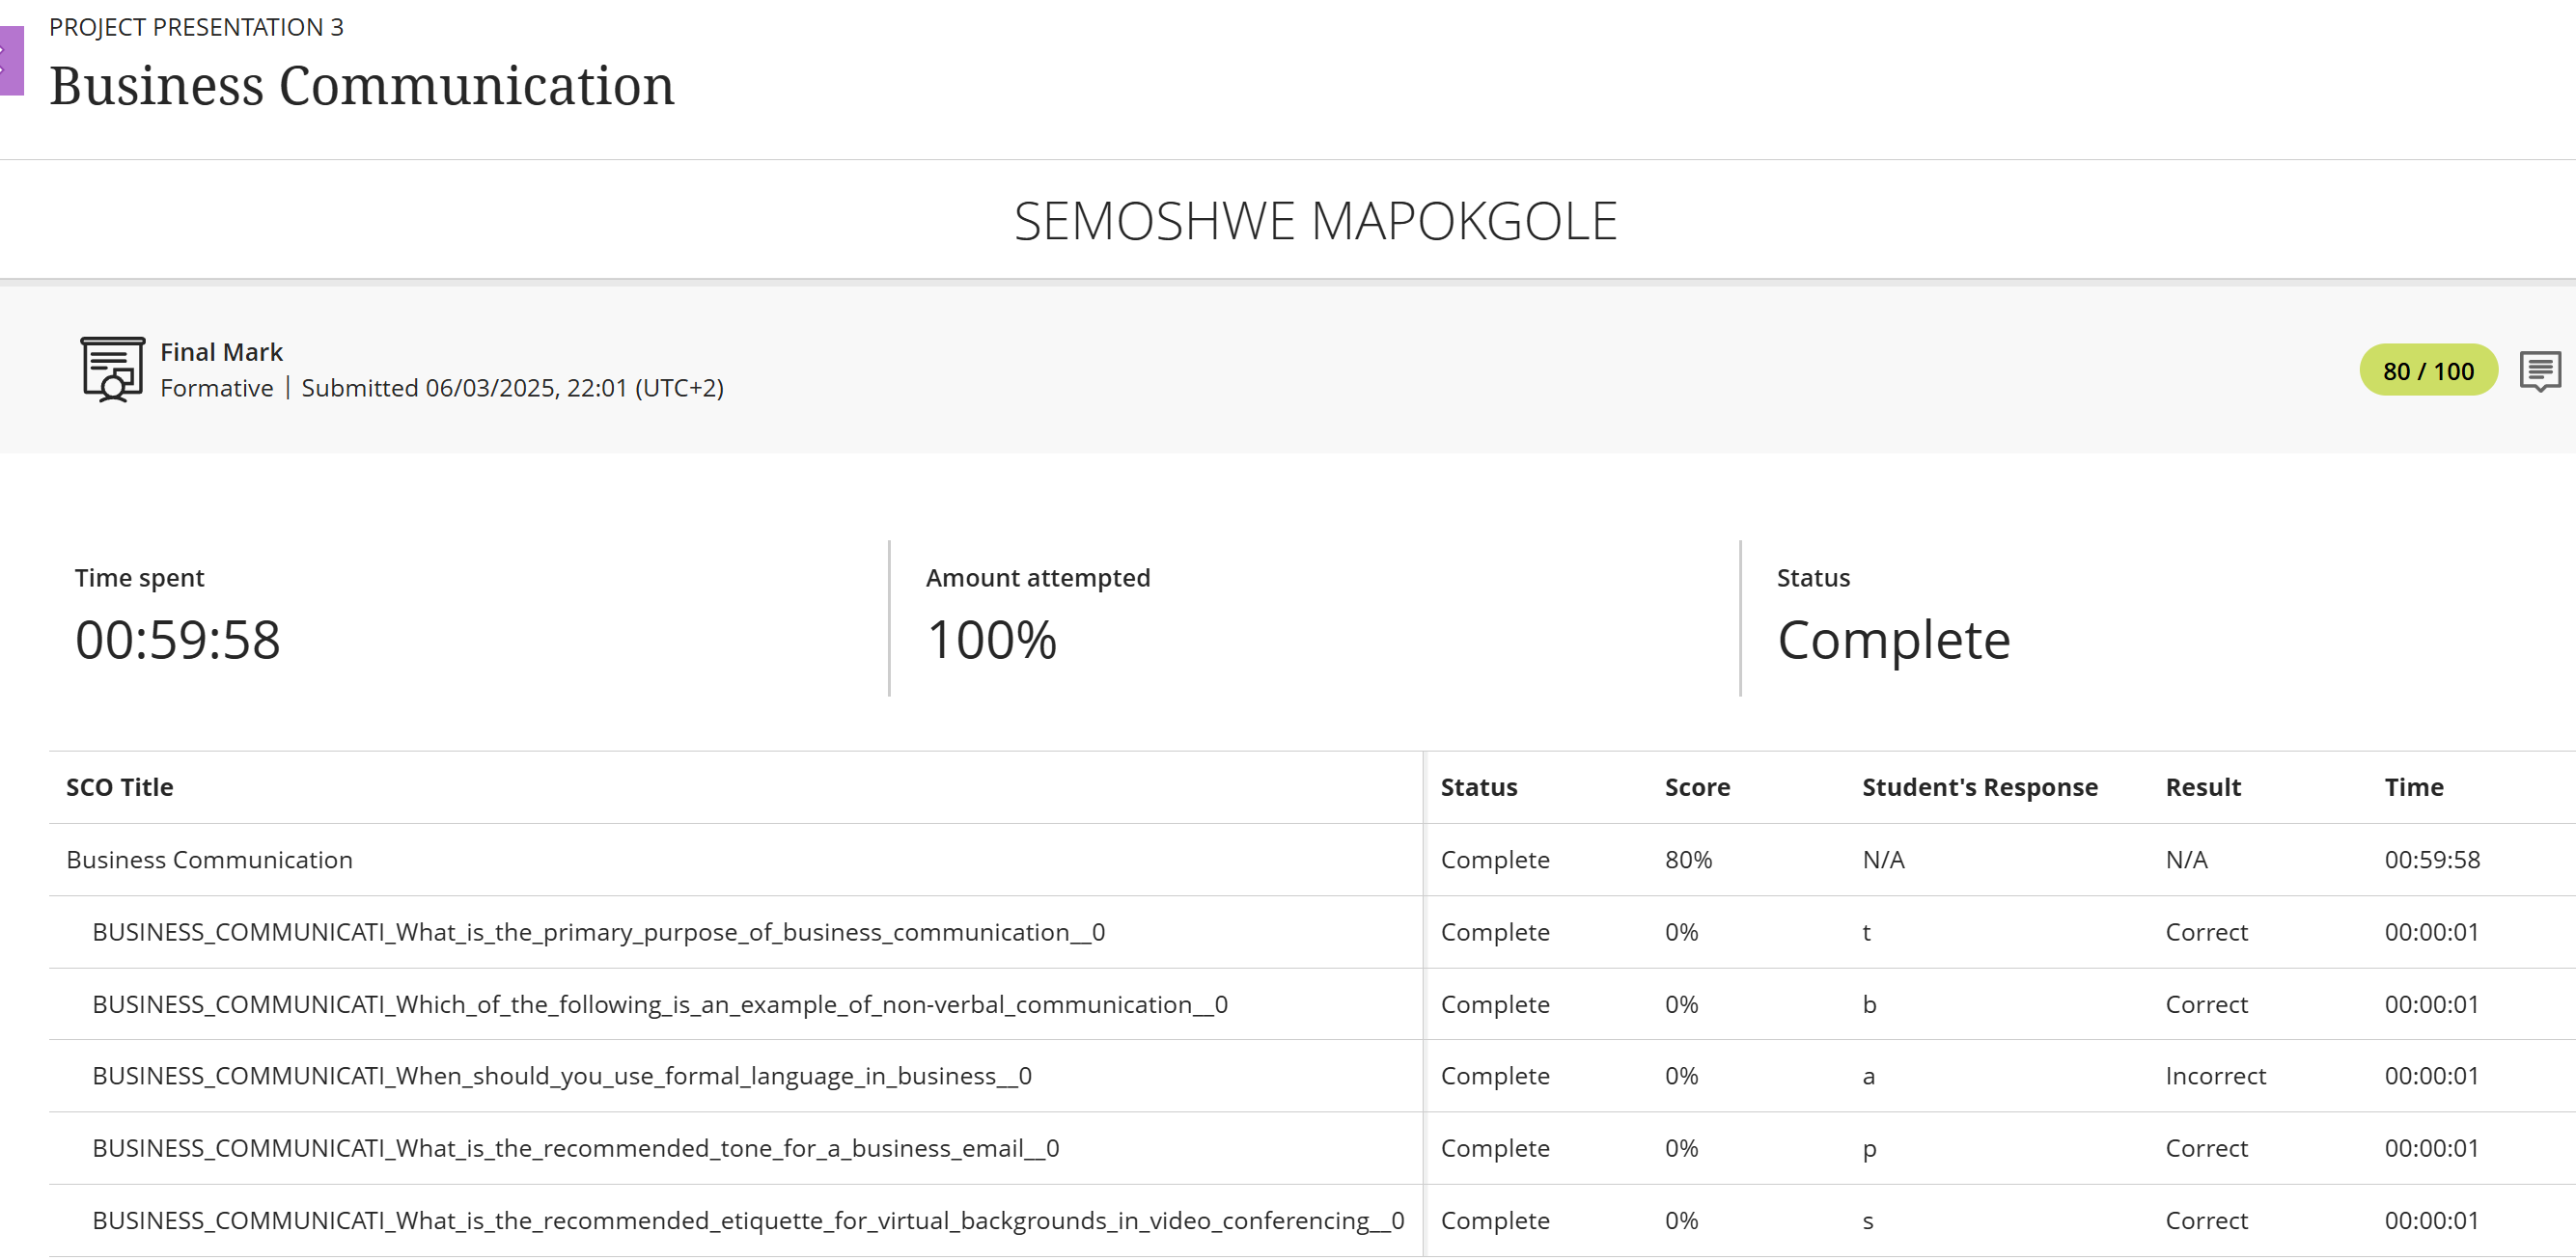 PROJECT PRESENTATION 3
Business Communication
SEMOSHWE MAPOKGOLE
Final Mark
Formative | Submitted 06/03/2025, 22:01 (UTC+2)
80 / 100
Time spent
00:59:58
Amount attempted
100%
Status
Complete
SCO Title Status Score Student's Response Result Time
Business Communication Complete 80% N/A N/A 00:59:58
BUSINESS_COMMUNICATI_What_is_the_primary_purpose_of_business_communication__0 Complete 0% t Correct 00:00:01
BUSINESS_COMMUNICATI_Which_of_the_following_is_an_example_of_non-verbal_communication__0 Complete 0% b Correct 00:00:01
BUSINESS_COMMUNICATI_When_should_you_use_formal_language_in_business__0 Complete 0% a Incorrect 00:00:01
BUSINESS_COMMUNICATI_What_is_the_recommended_tone_for_a_business_email__0 Complete 0% p Correct 00:00:01
BUSINESS_COMMUNICATI_What_is_the_recommended_etiquette_for_virtual_backgrounds_in_video_conferencing__0 Complete 0% s Correct 00:00:01